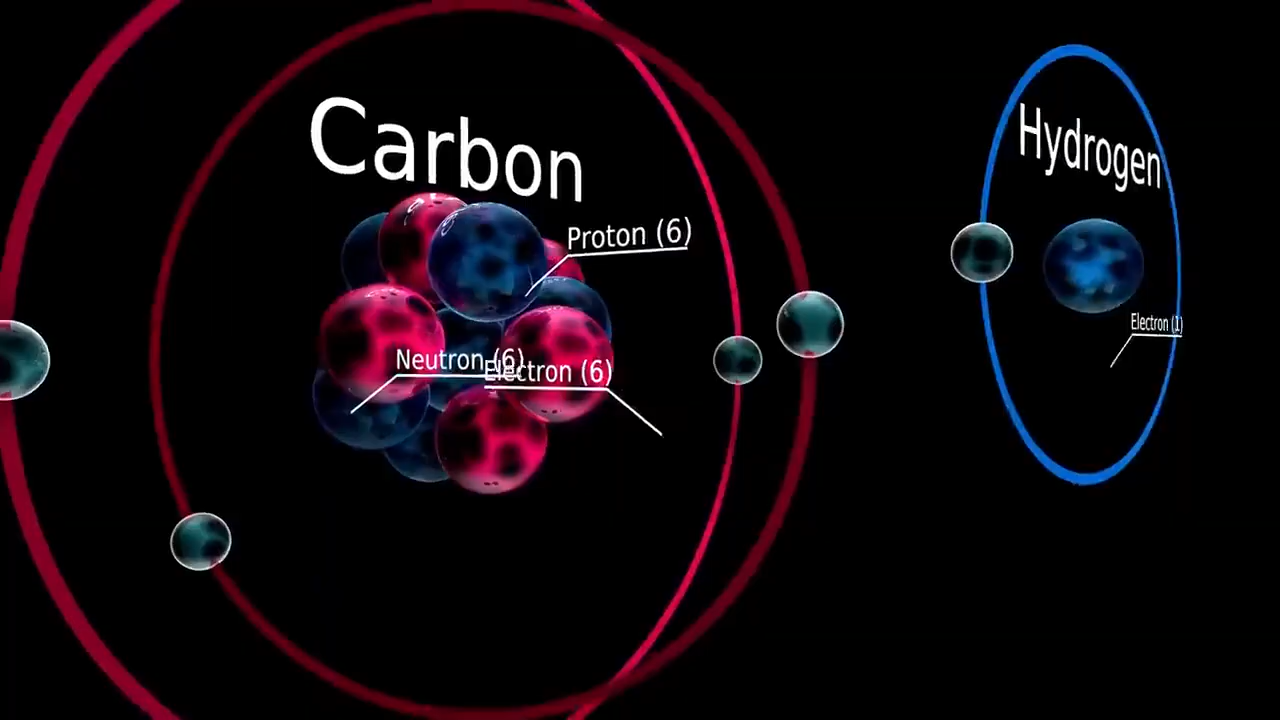 Carbon
Proton (6)
Neutron (6)
Electron (6)
Hydrogen
Electron (1)